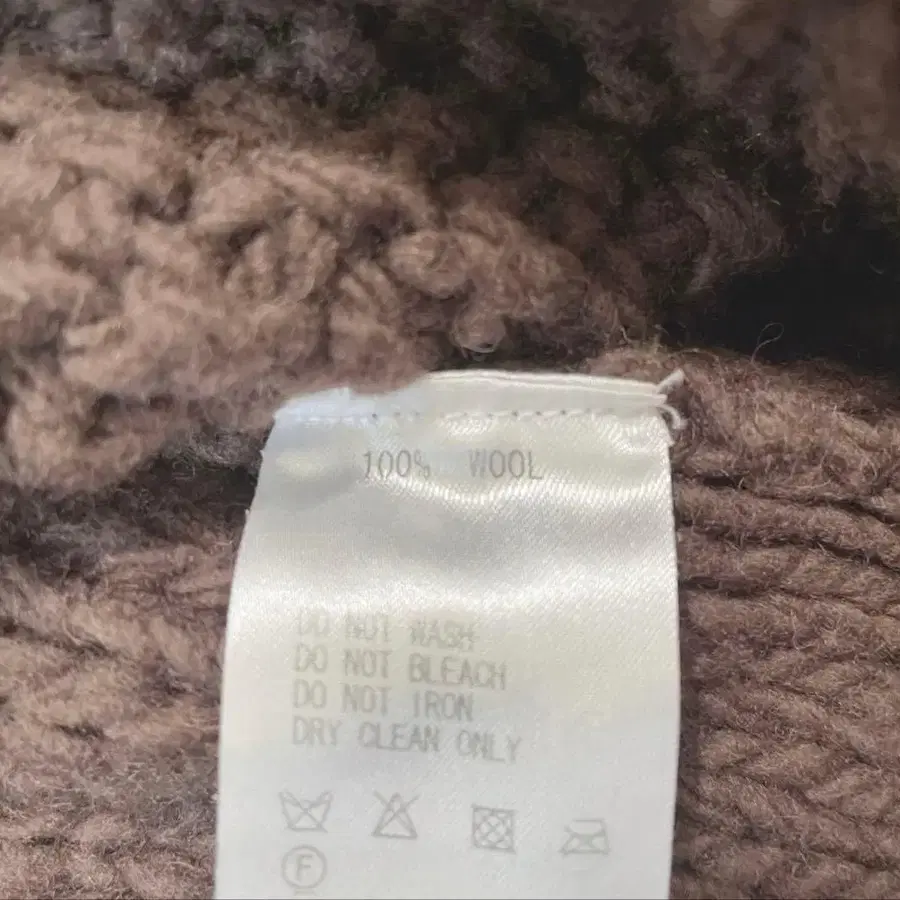 100% WOOL
DO NOT WASH
DO NOT BLEACH
DO NOT IRON
DRY CLEAN ONLY
F